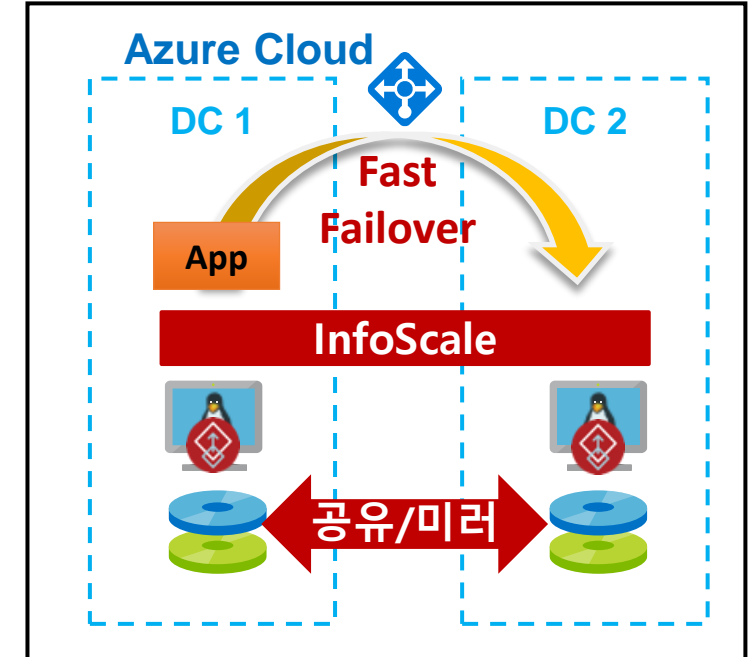 Azure Cloud
DC 1
DC 2
Fast
Failover
App
InfoScale
공유/미러